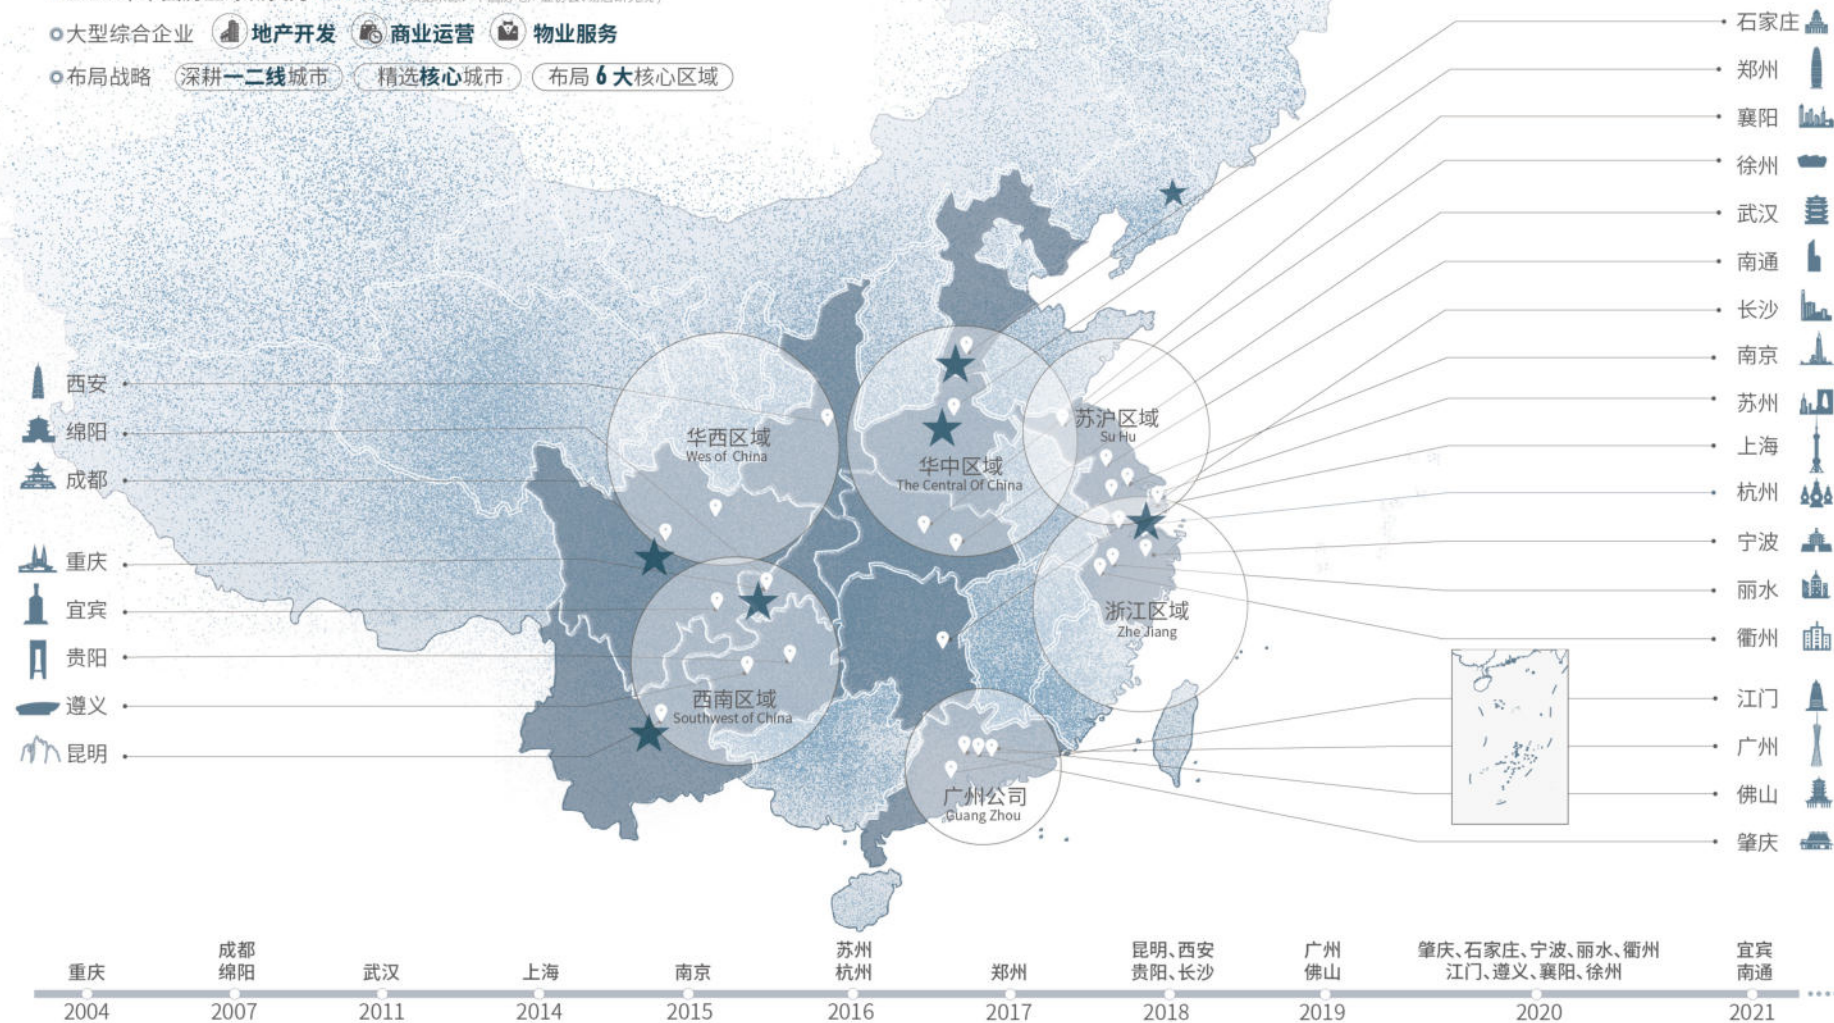 大型综合企业 地产开发 商业运营 物业服务
布局战略 深耕一二线城市 精选核心城市 布局6大核心区域
石家庄
郑州
襄阳
徐州
武汉
南通
长沙
南京
苏州
上海
杭州
宁波
丽水
衢州
江门
广州
佛山
肇庆
西安
绵阳
成都
重庆
宜宾
贵阳
遵义
昆明
华西区域
Wes of China
华中区域
The Central Of China
苏沪区域
Su Hu
浙江区域
Zhe Jiang
西南区域
Southwest of China
广州公司
Guang Zhou
重庆
2004
成都
绵阳
2007
武汉
2011
上海
2014
南京
2015
苏州
杭州
2016
郑州
2017
昆明、西安
贵阳、长沙
2018
广州
佛山
2019
肇庆、石家庄、宁波、丽水、衢州
江门、遵义、襄阳、徐州
2020
宜宾
南通
2021